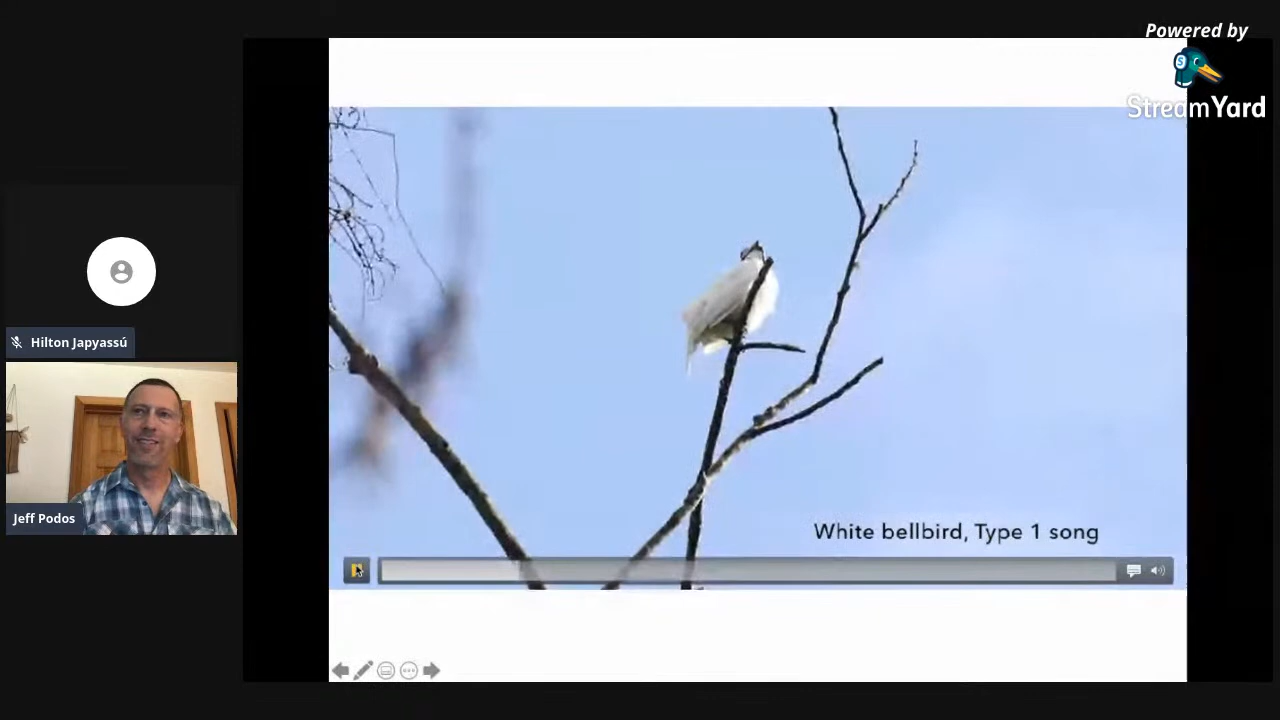 Powered by
S
StreamYard
Hilton Japyassú
Jeff Podos
White bellbird, Type 1 song